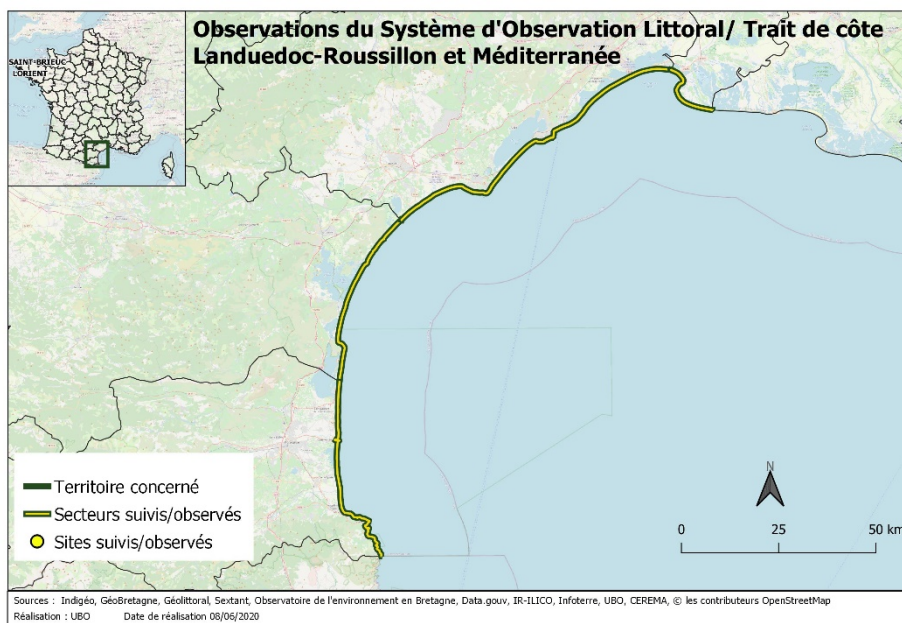 Observations du Système d'Observation Littoral/ Trait de côte
Landuedoc-Roussillon et Méditerranée
SAINT-BRIEUC
LORIENT
Territoire concerné
Secteurs suivis/observés
Sites suivis/observés
N
0 25 50 km
Sources : Indigéo, GéoBretagne, Géolittoral, Sextant, Observatoire de l'environnement en Bretagne, Data.gouv, IR-ILICO, Infoterre, UBO, CEREMA, © les contributeurs OpenStreetMap
Réalisation : UBO Date de réalisation 08/06/2020